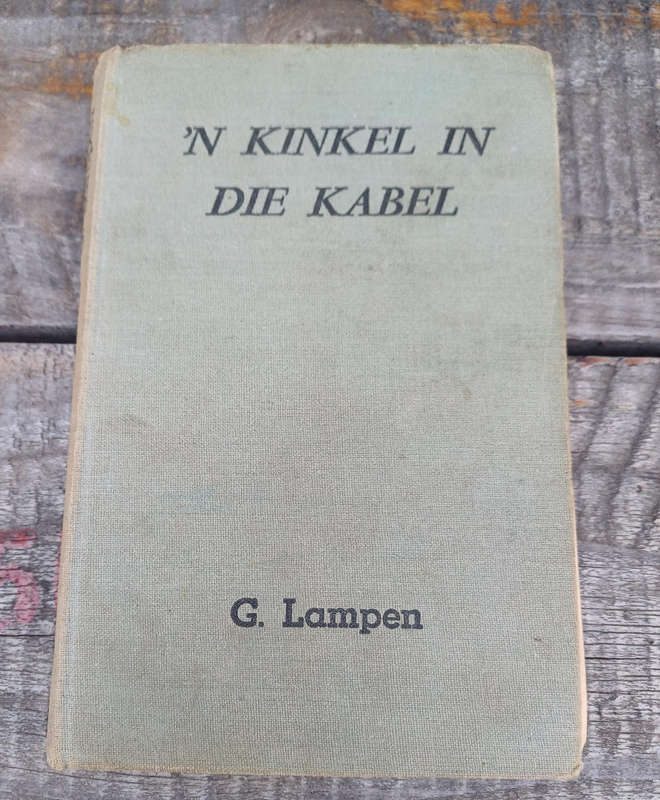 'N KINKEL IN
DIE KABEL
G. Lampen